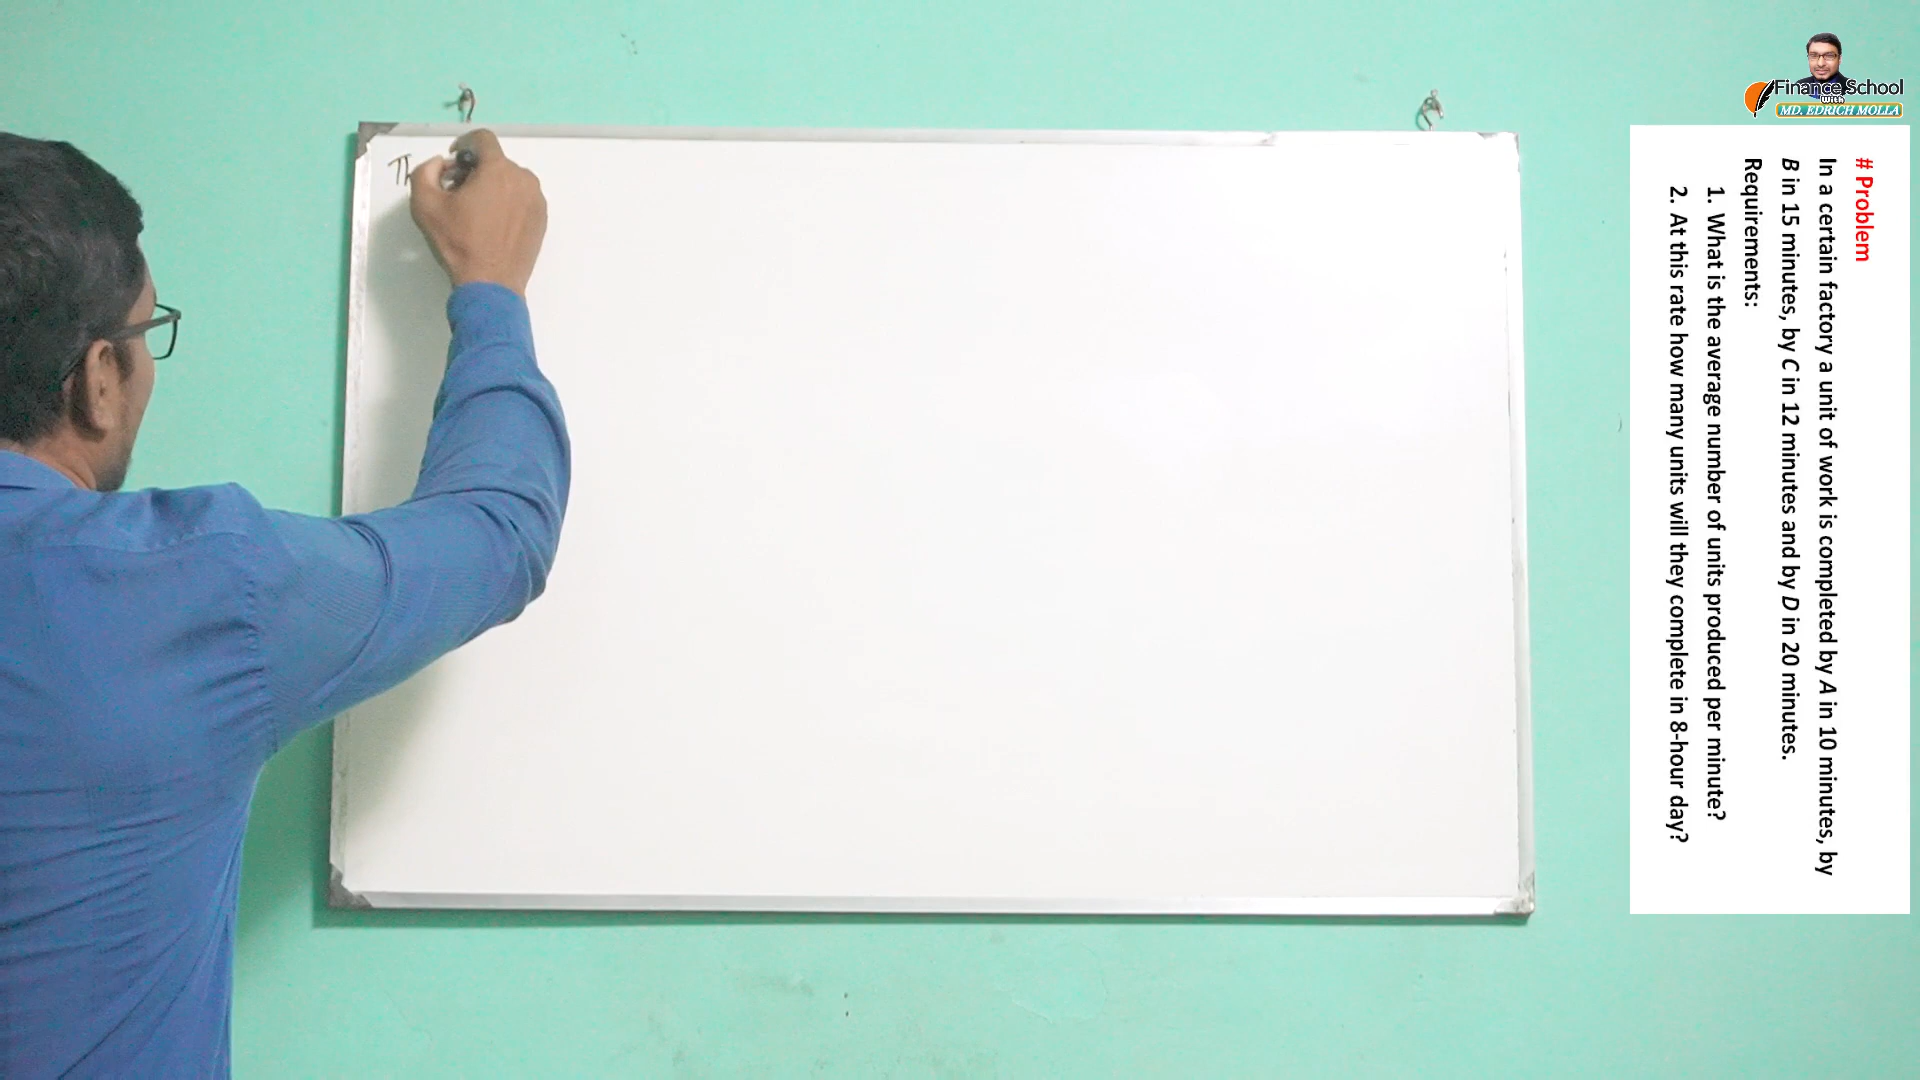 Finance School
With
MD. EDRICH MOLLA
# Problem
In a certain factory a unit of work is completed by A in 10 minutes, by
B in 15 minutes, by C in 12 minutes and by D in 20 minutes.
Requirements:
1. What is the average number of units produced per minute?
2. At this rate how many units will they complete in 8-hour day?
Th